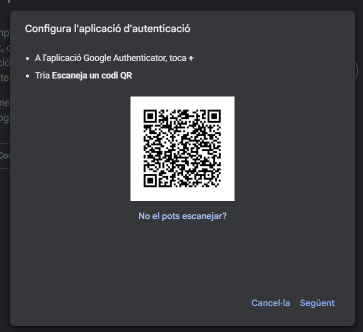 Configura l'aplicació d'autenticació
A l'aplicació Google Authenticator, toca +
Tria Escaneja un codi QR
No el pots escanejar?
Cancel·la Següent